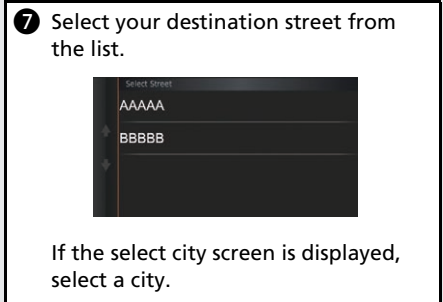 7 Select your destination street from
the list.
Select Street
AAAAA
BBBBB
If the select city screen is displayed,
select a city.